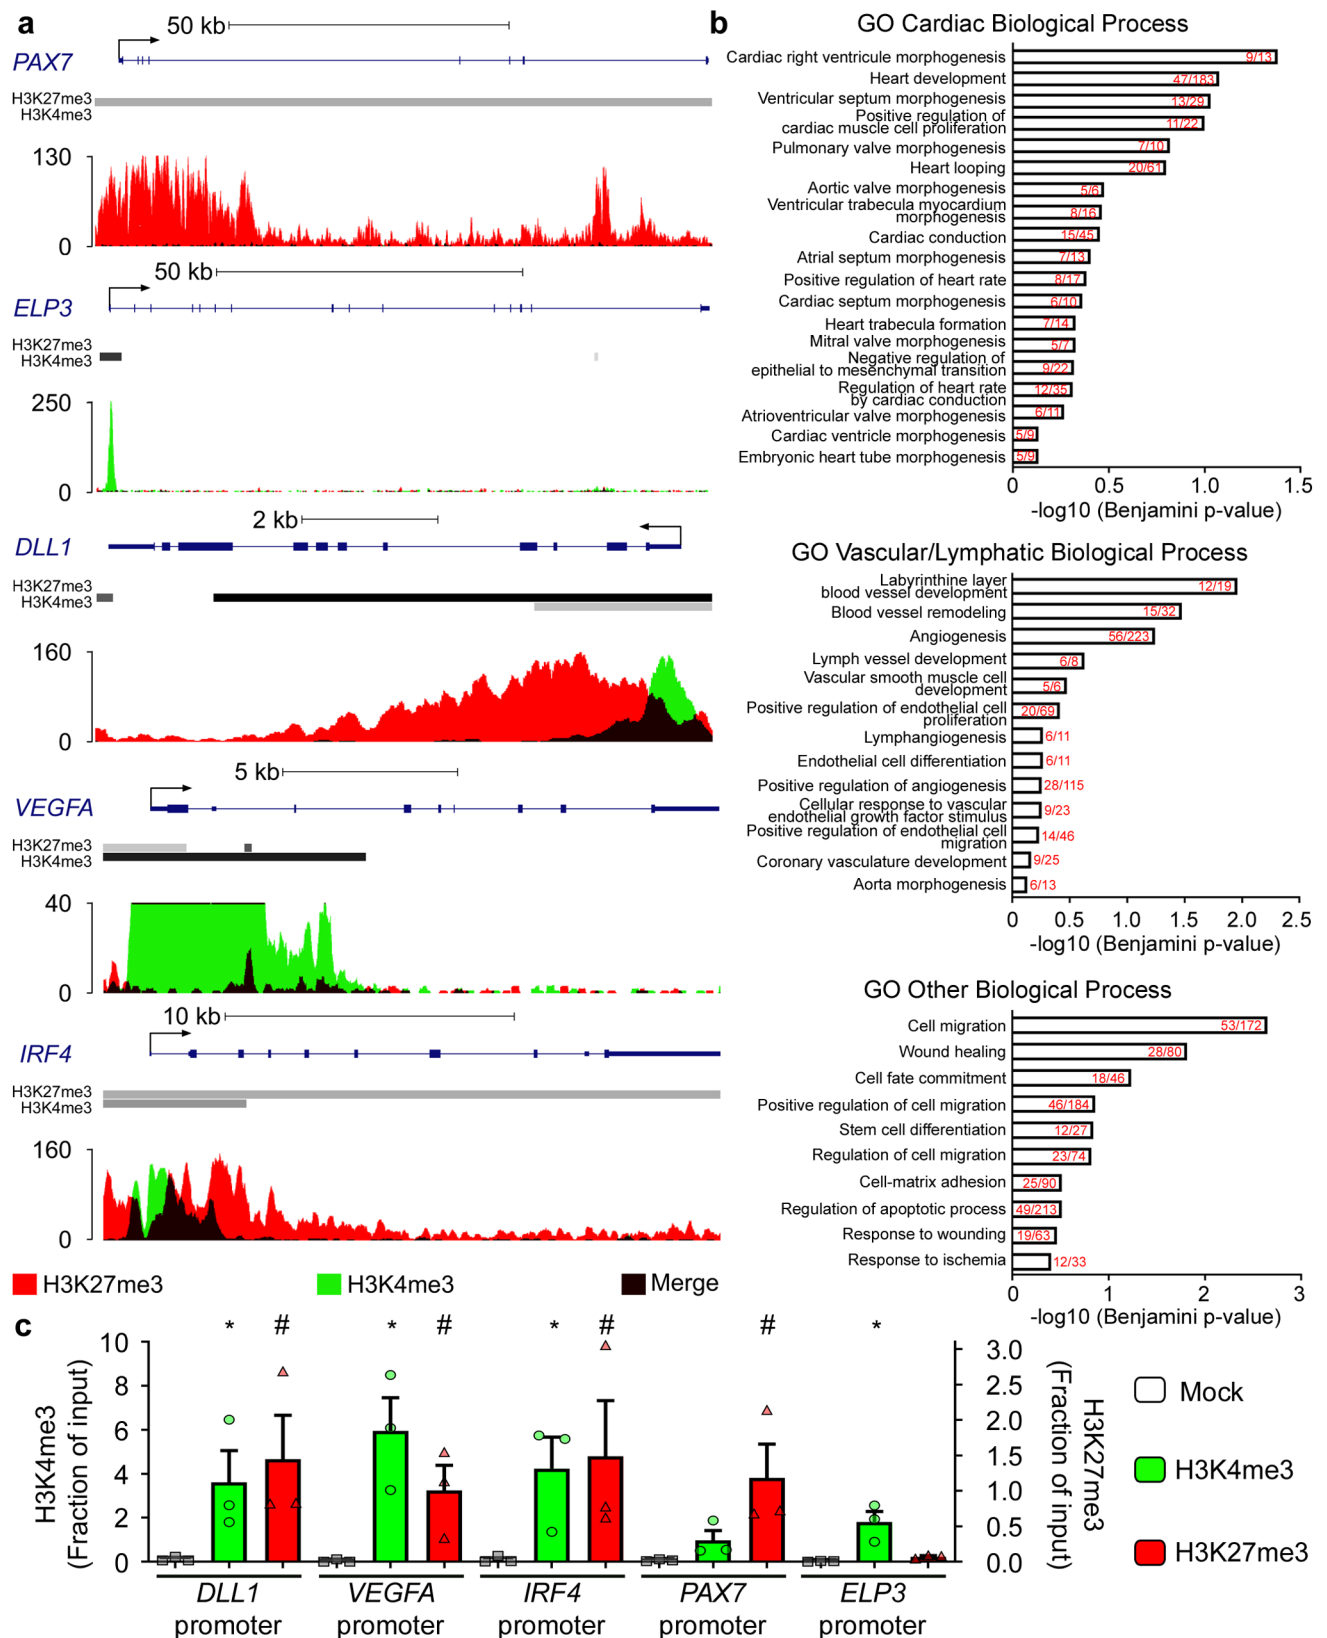 a
50 kb
PAX7
H3K27me3
H3K4me3
130
0
50 kb
ELP3
H3K27me3
H3K4me3
250
0
2 kb
DLL1
H3K27me3
H3K4me3
160
0
5 kb
VEGFA
H3K27me3
H3K4me3
40
0
10 kb
IRF4
H3K27me3
H3K4me3
160
0
H3K27me3
H3K4me3
Merge
b
GO Cardiac Biological Process
Cardiac right ventricule morphogenesis 9/13
Heart development 47/183
Ventricular septum morphogenesis 13/29
Positive regulation of
cardiac muscle cell proliferation 11/22
Pulmonary valve morphogenesis 7/10
Heart looping 20/61
Aortic valve morphogenesis 5/6
Ventricular trabecula myocardium
morphogenesis 8/16
Cardiac conduction 15/45
Atrial septum morphogenesis 7/13
Positive regulation of heart rate 8/17
Cardiac septum morphogenesis 6/10
Heart trabecula formation 7/14
Mitral valve morphogenesis 5/7
Negative regulation of
epithelial to mesenchymal transition 9/22
Regulation of heart rate
by cardiac conduction 12/35
Atrioventricular valve morphogenesis 6/11
Cardiac ventricle morphogenesis 5/9
Embryonic heart tube morphogenesis 5/9
0 0.5 1.0 1.5
-log10 (Benjamini p-value)
GO Vascular/Lymphatic Biological Process
Labyrinthine layer
blood vessel development 12/19
Blood vessel remodeling 15/32
Angiogenesis 56/223
Lymph vessel development 6/8
Vascular smooth muscle cell
development 5/6
Positive regulation of endothelial cell
proliferation 20/69
Lymphangiogenesis 6/11
Endothelial cell differentiation 6/11
Positive regulation of angiogenesis 28/115
Cellular response to vascular
endothelial growth factor stimulus 9/23
Positive regulation of endothelial cell
migration 14/46
Coronary vasculature development 9/25
Aorta morphogenesis 6/13
0 0.5 1.0 1.5 2.0 2.5
-log10 (Benjamini p-value)
GO Other Biological Process
Cell migration 53/172
Wound healing 28/80
Cell fate commitment 18/46
Positive regulation of cell migration 46/184
Stem cell differentiation 12/27
Regulation of cell migration 23/74
Cell-matrix adhesion 25/90
Regulation of apoptotic process 49/213
Response to wounding 19/63
Response to ischemia 12/33
0 1 2 3
-log10 (Benjamini p-value)
c
* # * # * # # *
H3K4me3
(Fraction of input)
10
8
6
4
2
0
3.0
2.5
2.0
1.5
1.0
0.5
0.0
H3K27me3
(Fraction of input)
DLL1 VEGFA IRF4 PAX7 ELP3
promoter promoter promoter promoter promoter
Mock
H3K4me3
H3K27me3